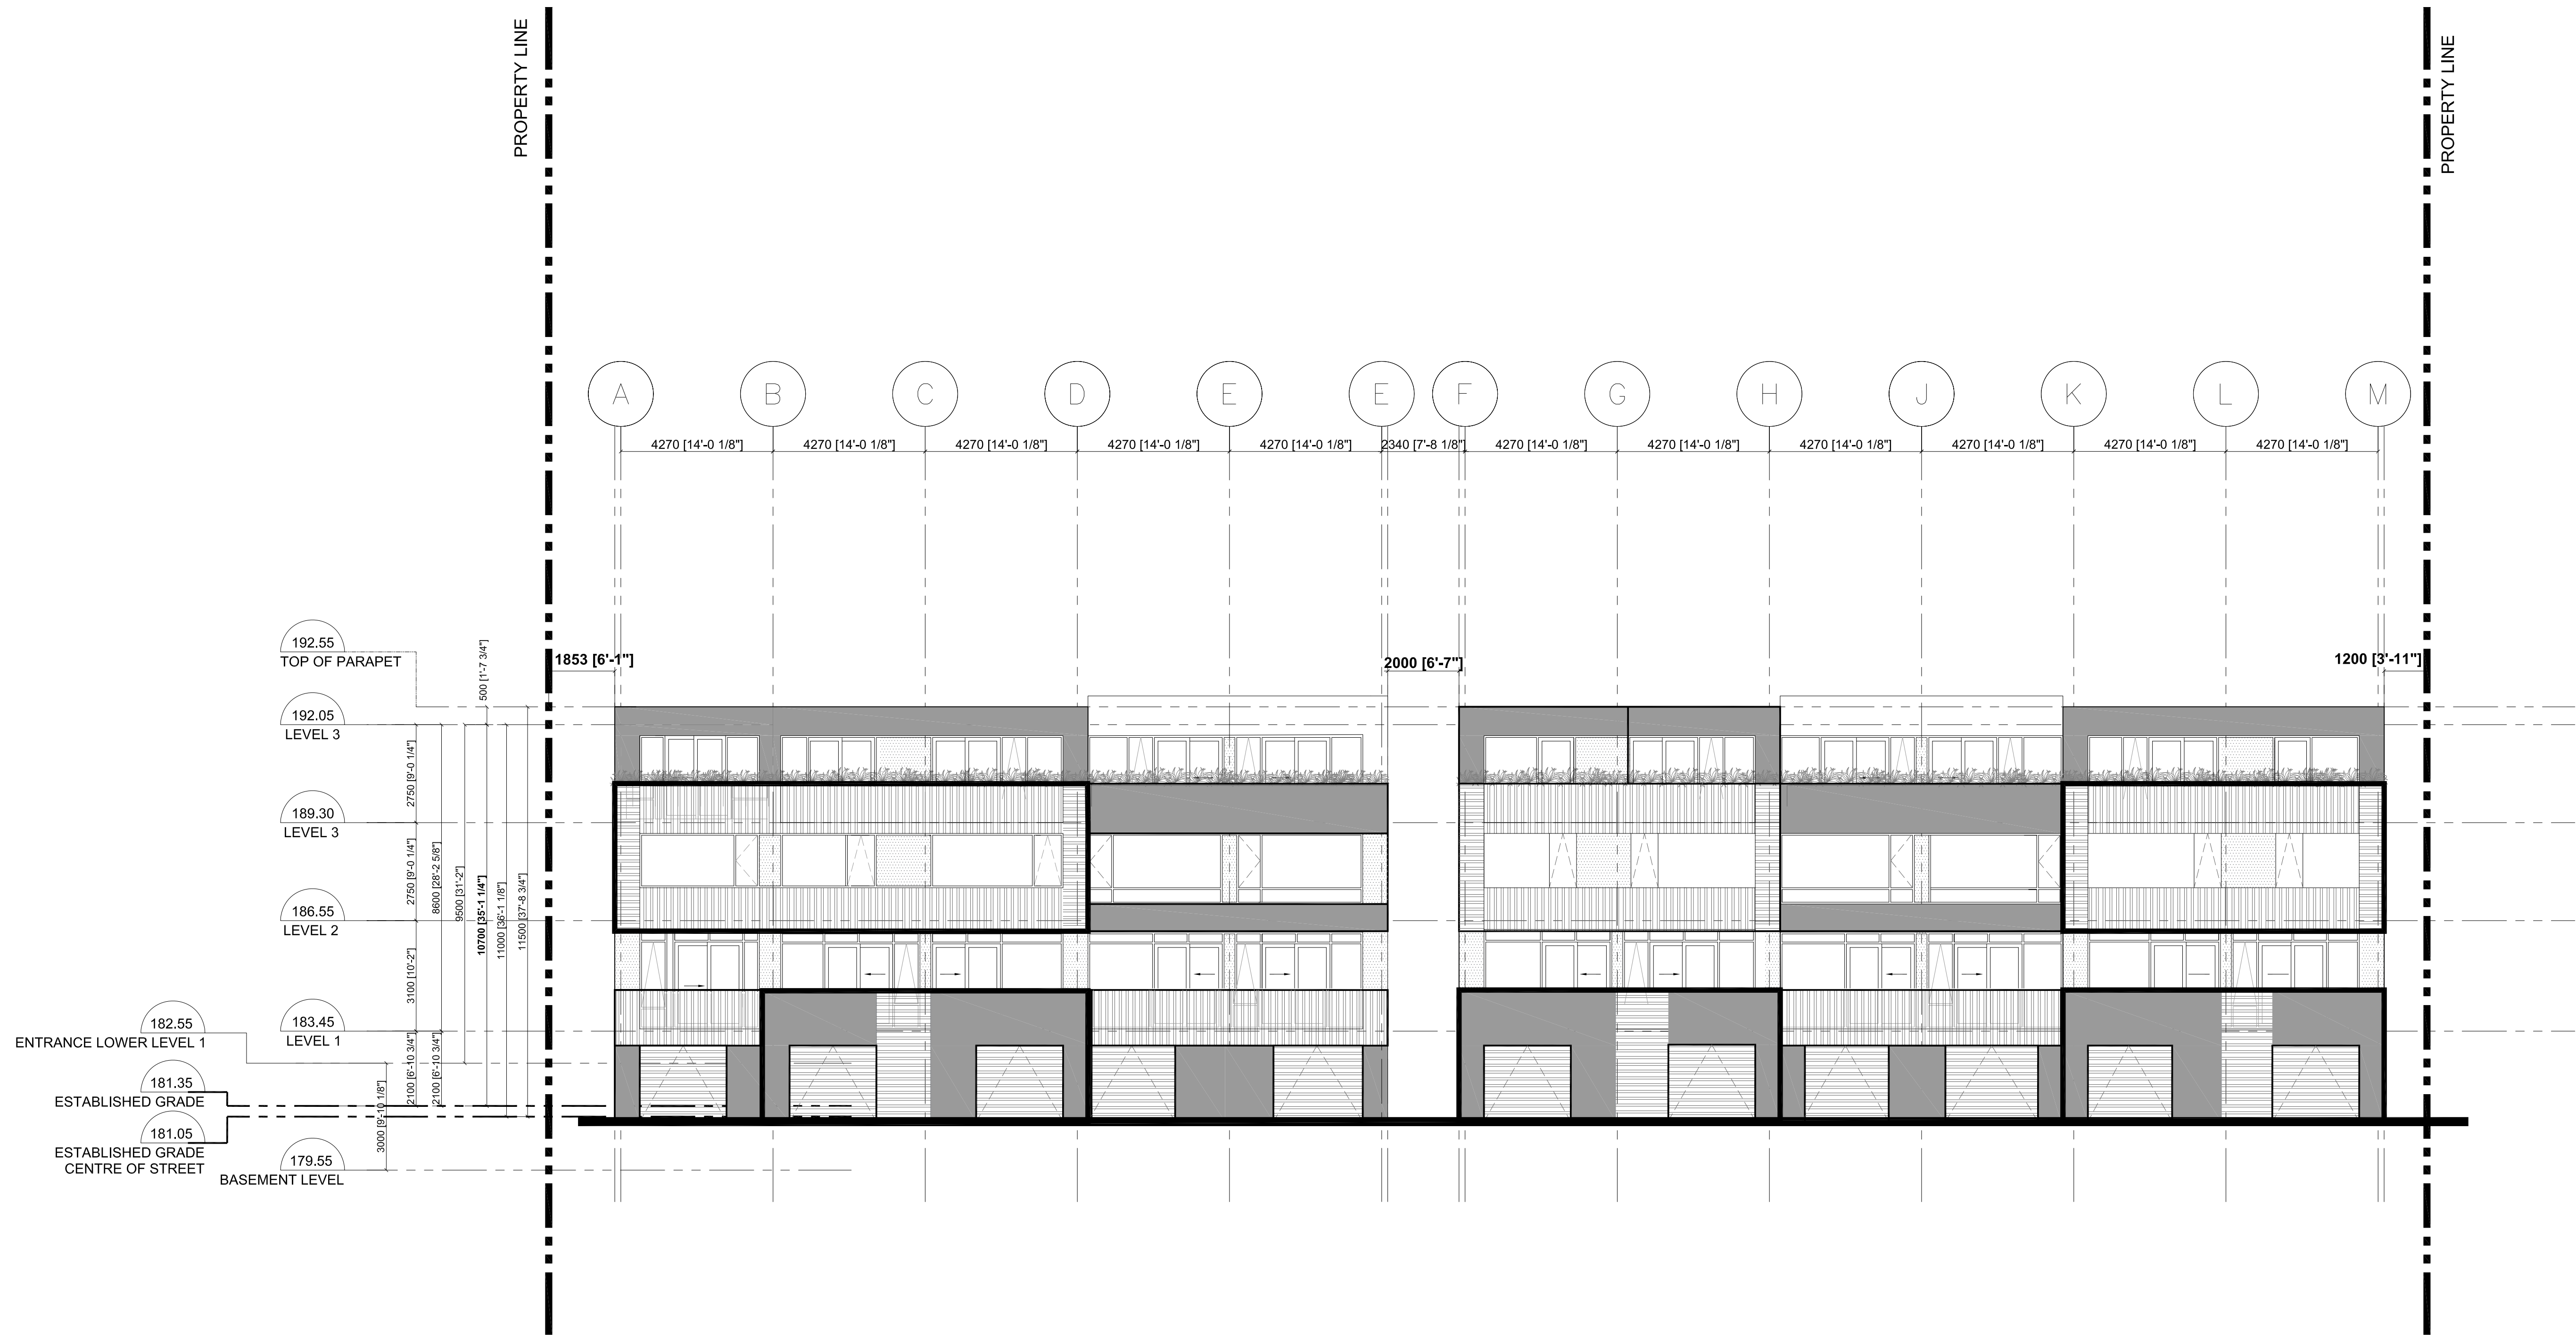 PROPERTY LINE
PROPERTY LINE
A
B
C
D
E
E
F
G
H
J
K
L
M
4270 [14'-0 1/8"]
4270 [14'-0 1/8"]
4270 [14'-0 1/8"]
4270 [14'-0 1/8"]
4270 [14'-0 1/8"]
2340 [7'-8 1/8"]
4270 [14'-0 1/8"]
4270 [14'-0 1/8"]
4270 [14'-0 1/8"]
4270 [14'-0 1/8"]
4270 [14'-0 1/8"]
4270 [14'-0 1/8"]
1853 [6'-1"]
2000 [6'-7"]
1200 [3'-11"]
192.55
TOP OF PARAPET
192.05
LEVEL 3
189.30
LEVEL 3
186.55
LEVEL 2
183.45
LEVEL 1
182.55
ENTRANCE LOWER LEVEL 1
181.35
ESTABLISHED GRADE
181.05
ESTABLISHED GRADE
CENTRE OF STREET
179.55
BASEMENT LEVEL
3000 [9'-10 1/8"]
2750 [9'-0 1/4"]
2750 [9'-0 1/4"]
3100 [10'-2"]
2100 [6'-10 3/4"]
8600 [28'-2 5/8"]
2100 [6'-10 3/4"]
9500 [31'-2"]
500 [1'-7 3/4"]
10700 [35'-1 1/4"]
11000 [36'-1 1/8"]
11500 [37'-8 3/4"]